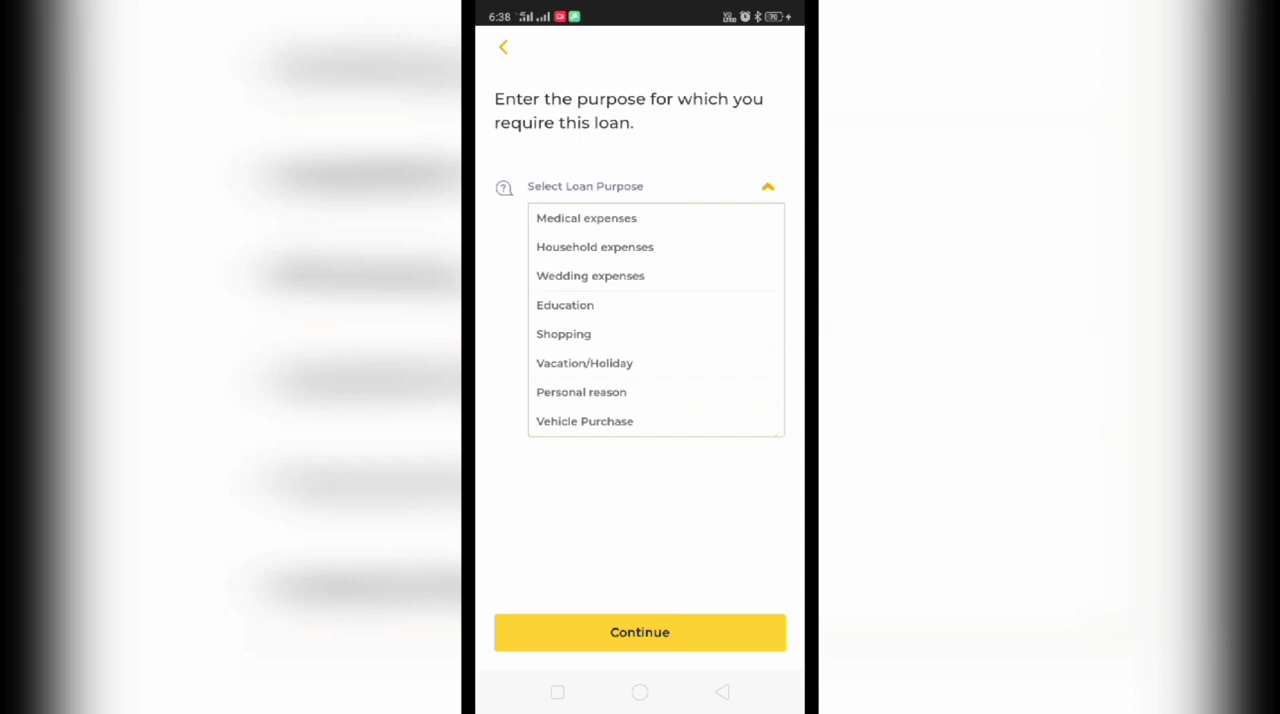 6:38
Enter the purpose for which you
require this loan.
Select Loan Purpose
Medical expenses
Household expenses
Wedding expenses
Education
Shopping
Vacation/Holiday
Personal reason
Vehicle Purchase
Continue